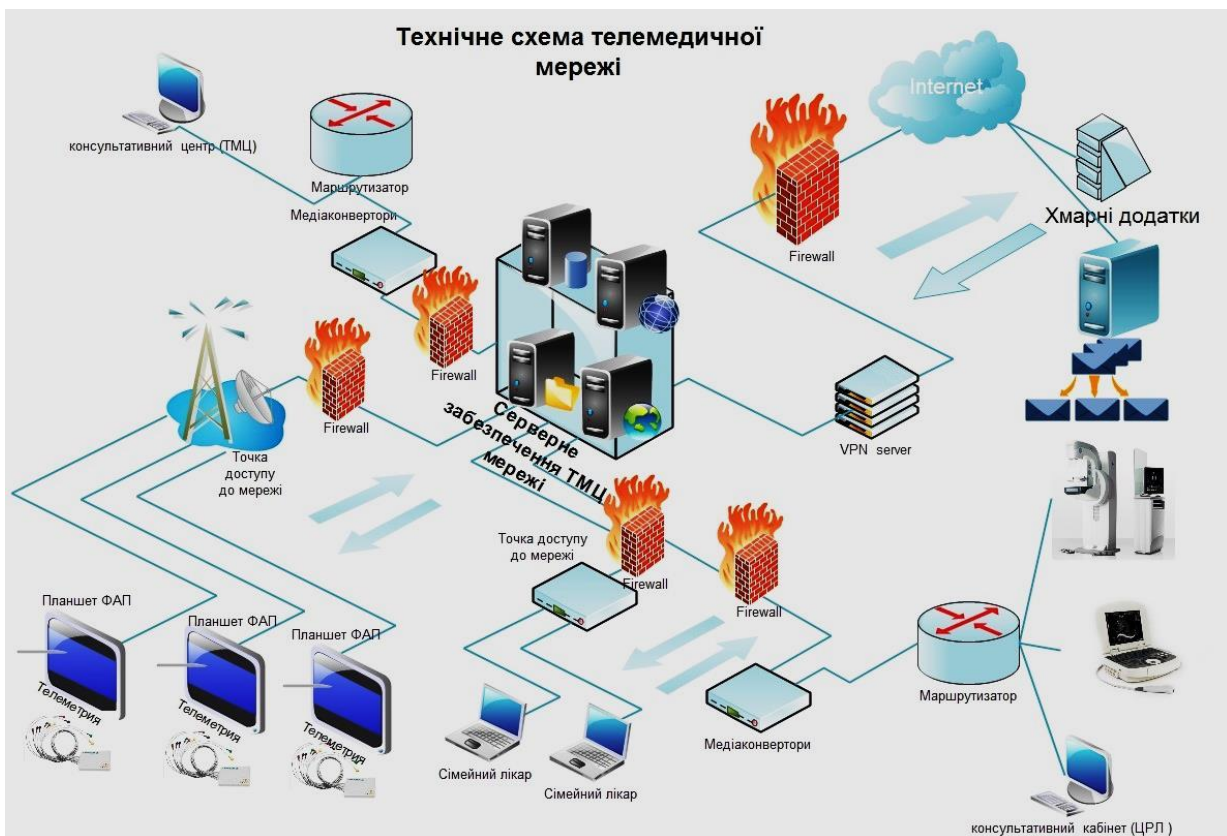 Технічне схема телемедичної
мережі
Internet
консультативний центр (ТМЦ)
Маршрутизатор
Медіаконвертори
Firewall
Хмарні додатки
Firewall
Firewall
Точка
доступу
до мережі
Серверне
забезпечення ТМЦ
мережі
VPN server
Точка доступу
до мережі
Firewall
Firewall
Планшет ФАП
Планшет ФАП
Планшет ФАП
Телеметрия
Телеметрия
Телеметрия
Маршрутизатор
Медіаконвертори
Сімейний лікар
Сімейний лікар
консультативний кабінет (ЦРЛ )